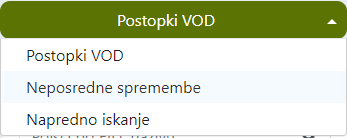 Postopki VOD
Postopki VOD
Neposredne spremembe
Napredno iskanje